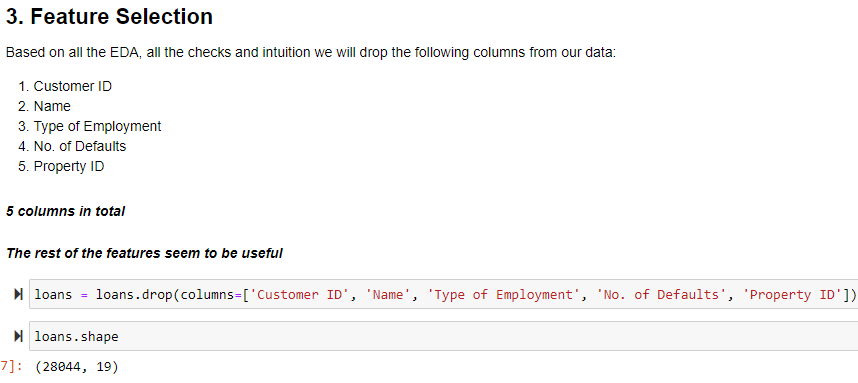 3. Feature Selection
Based on all the EDA, all the checks and intuition we will drop the following columns from our data:
1. Customer ID
2. Name
3. Type of Employment
4. No. of Defaults
5. Property ID
5 columns in total
The rest of the features seem to be useful
loans = loans.drop(columns=['Customer ID', 'Name', 'Type of Employment', 'No. of Defaults', 'Property ID'])
loans.shape
7]: (28044, 19)